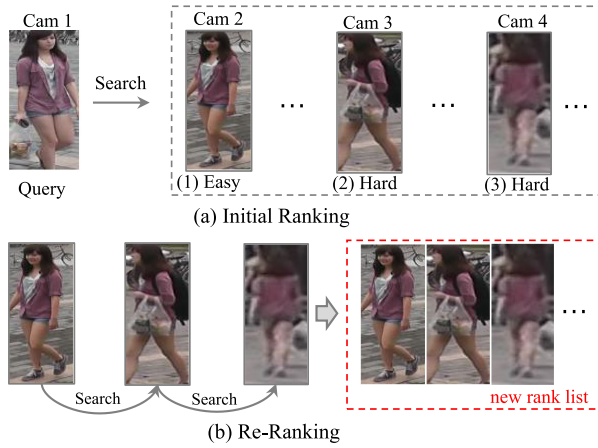 Cam 1
Cam 2
Cam 3
Cam 4
Search
...
...
...
Query
(1) Easy
(2) Hard
(3) Hard
(a) Initial Ranking
...
Search
Search
new rank list
(b) Re-Ranking